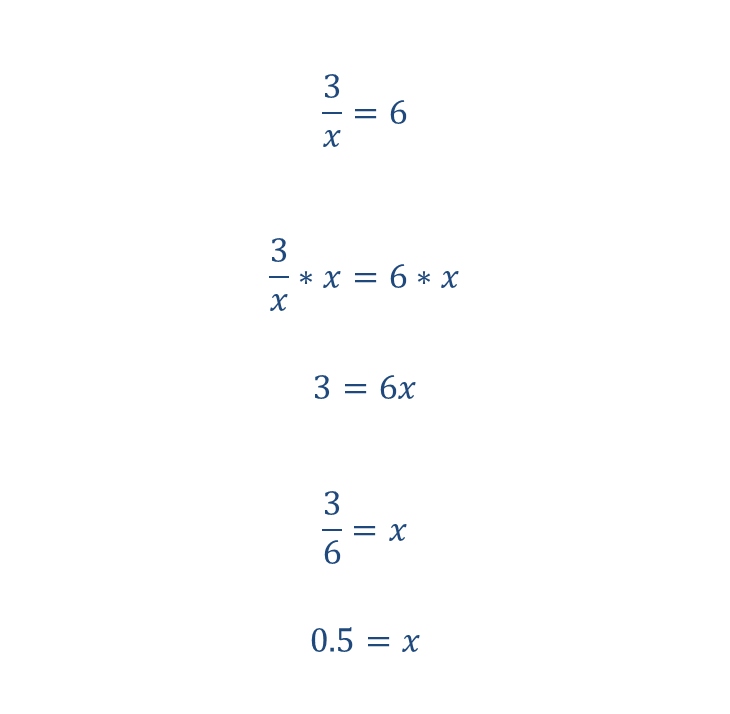 3/x = 6
3/x * x = 6 * x
3 = 6x
3/6 = x
0.5 = x